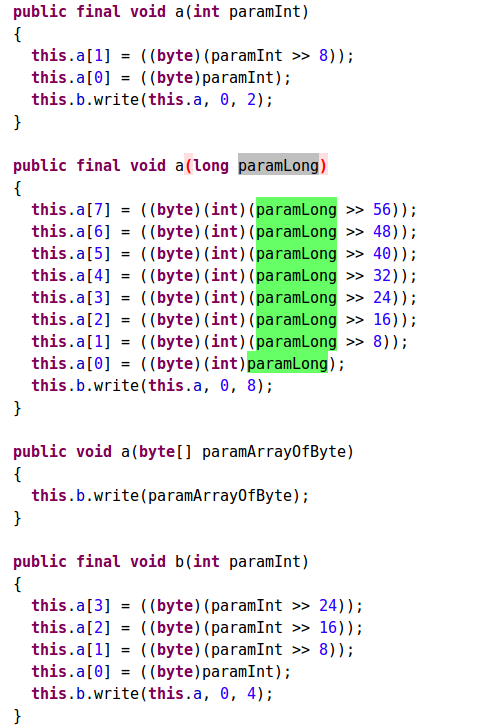 public final void a(int paramInt)
{
  this.a[1] = ((byte)(paramInt >> 8));
  this.a[0] = ((byte)paramInt);
  this.b.write(this.a, 0, 2);
}

public final void a(long paramLong)
{
  this.a[7] = ((byte)(int)(paramLong >> 56));
  this.a[6] = ((byte)(int)(paramLong >> 48));
  this.a[5] = ((byte)(int)(paramLong >> 40));
  this.a[4] = ((byte)(int)(paramLong >> 32));
  this.a[3] = ((byte)(int)(paramLong >> 24));
  this.a[2] = ((byte)(int)(paramLong >> 16));
  this.a[1] = ((byte)(int)(paramLong >> 8));
  this.a[0] = ((byte)(int)paramLong);
  this.b.write(this.a, 0, 8);
}

public void a(byte[] paramArrayOfByte)
{
  this.b.write(paramArrayOfByte);
}

public final void b(int paramInt)
{
  this.a[3] = ((byte)(paramInt >> 24));
  this.a[2] = ((byte)(paramInt >> 16));
  this.a[1] = ((byte)(paramInt >> 8));
  this.a[0] = ((byte)paramInt);
  this.b.write(this.a, 0, 4);
}